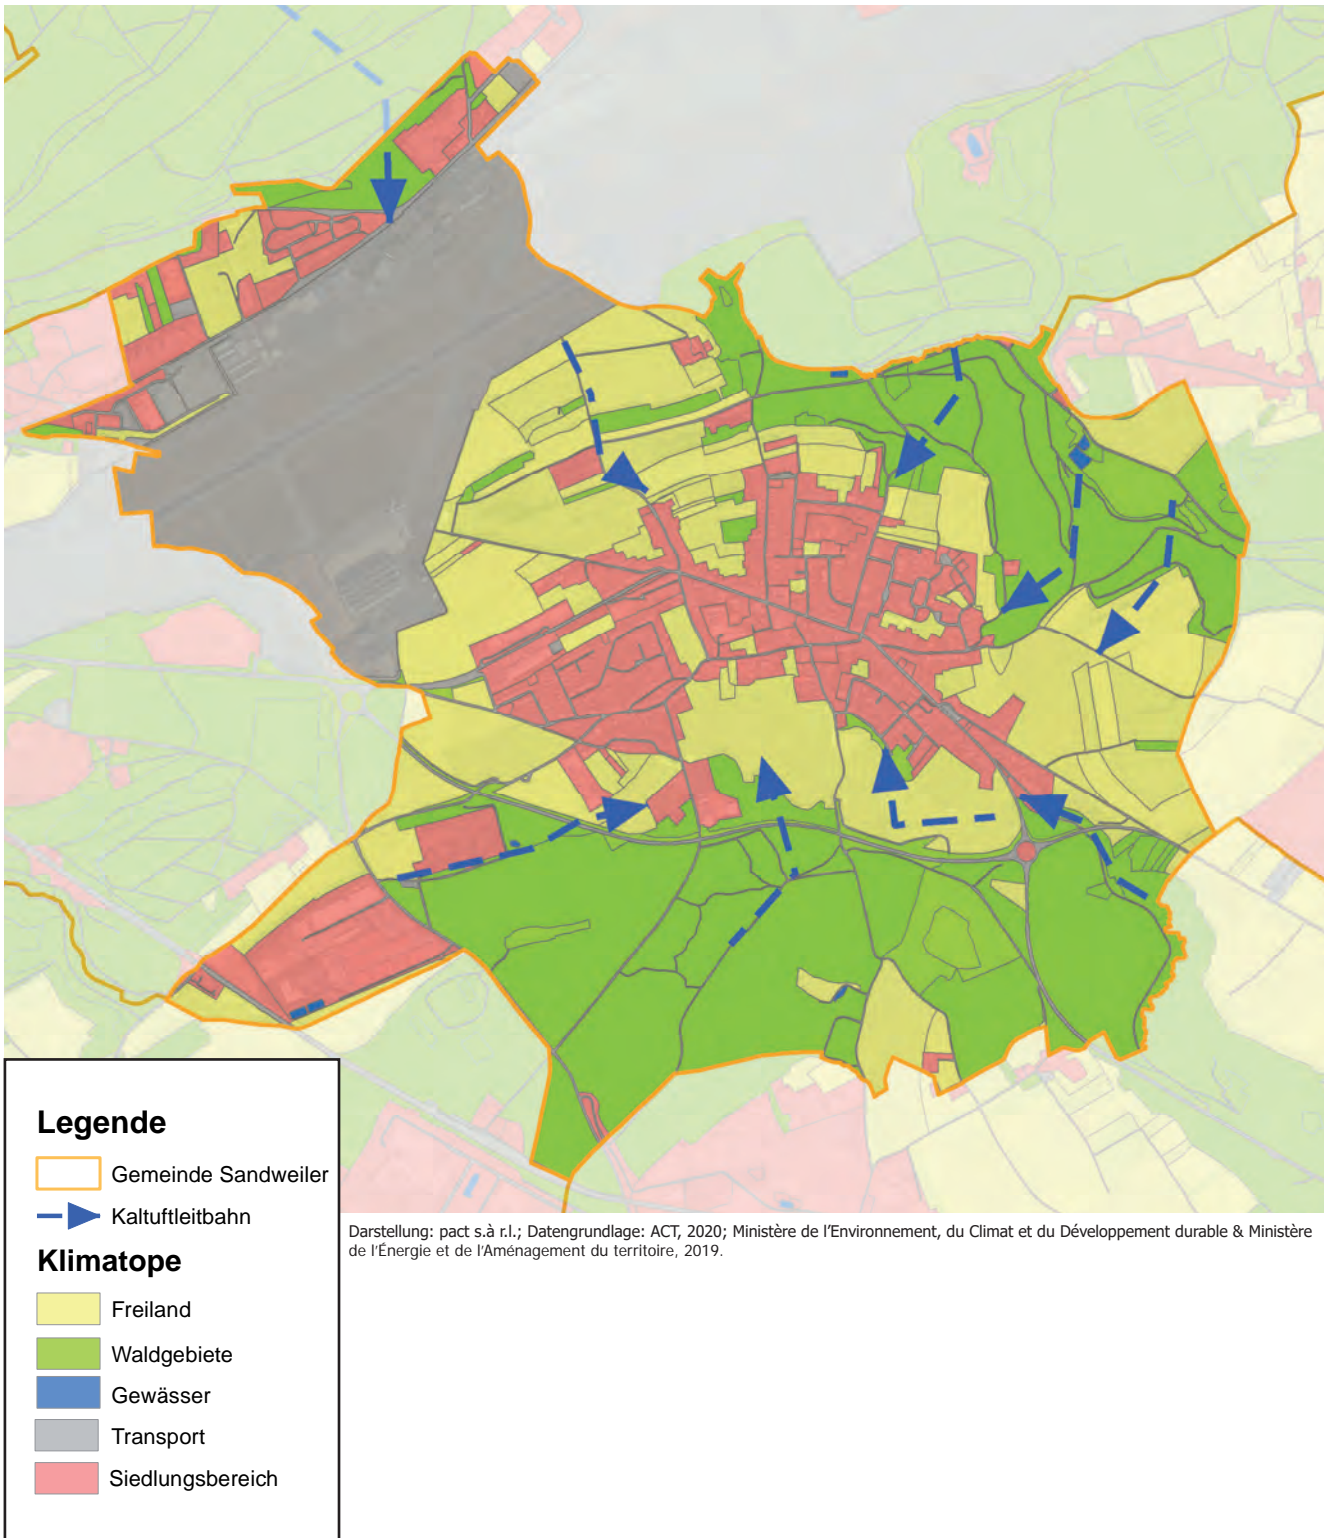 Legende
Gemeinde Sandweiler
Kaltuftleitbahn
Klimatope
Freiland
Waldgebiete
Gewässer
Transport
Siedlungsbereich
Darstellung: pact s.à r.l.; Datengrundlage: ACT, 2020; Ministère de l’Environnement, du Climat et du Développement durable & Ministère
de l’Énergie et de l’Aménagement du territoire, 2019.